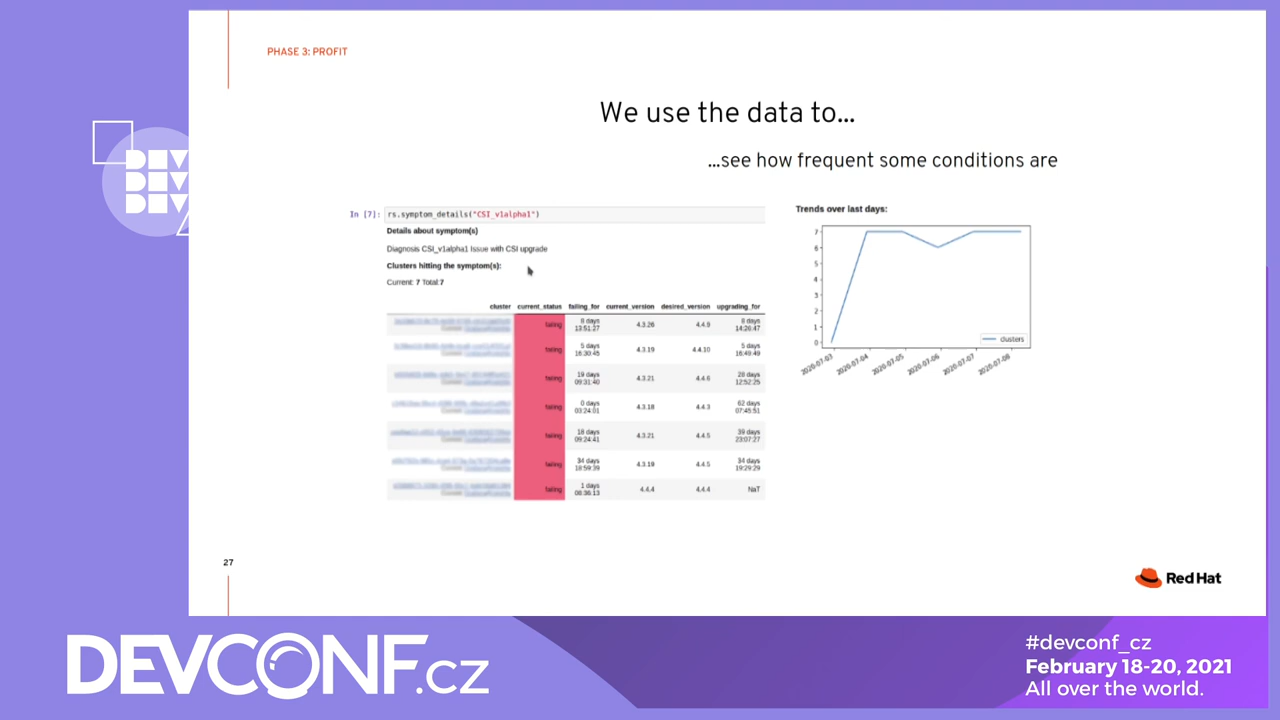 PHASE 3: PROFIT
We use the data to...
...see how frequent some conditions are
In [7]: rs.symptom_details("CSI_v1alpha1")
Details about symptom(s)
Diagnosis CSI_v1alpha1 Issue with CSI upgrade
Clusters hitting the symptom(s):
Current: 7 Total:7
cluster current_status failing_for current_version desired_version upgrading_for
failing 8 days 13:51:27 4.3.26 4.4.9 8 days 14:26:47
failing 5 days 16:30:45 4.3.19 4.4.10 5 days 16:49:49
failing 19 days 09:31:40 4.3.21 4.4.6 28 days 12:52:25
failing 0 days 03:24:01 4.3.18 4.4.3 62 days 07:45:51
failing 18 days 09:24:41 4.3.21 4.4.5 39 days 23:07:27
failing 34 days 18:59:39 4.3.19 4.4.5 34 days 19:29:29
failing 1 days 08:36:13 4.4.4 4.4.4 NaT
Trends over last days:
7
6
5
4
3
2
1
0
clusters
2020-07-03 2020-07-04 2020-07-05 2020-07-06 2020-07-07 2020-07-08
27
Red Hat
DEV
DEV
DEV
DEVCONF.cz
#devconf_cz
February 18-20, 2021
All over the world.